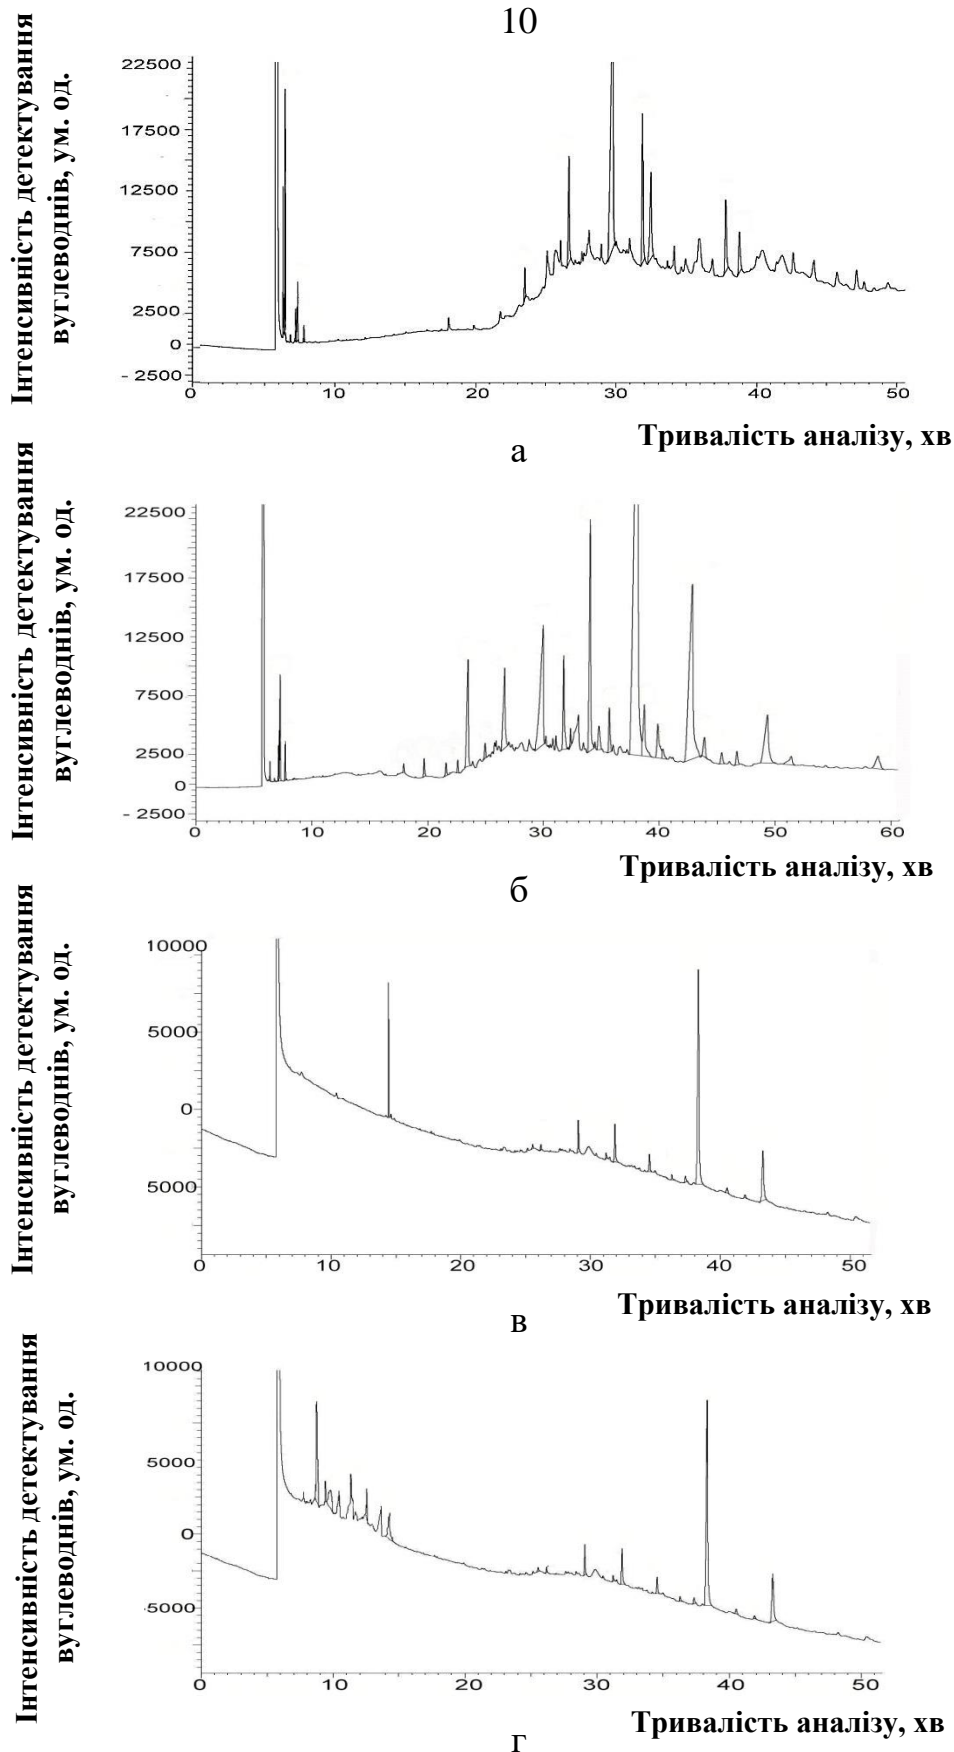 10
Інтенсивність детектування
вуглеводнів, ум. од.
22500
17500
12500
7500
2500
0
- 2500
10 20 30 40 50
Тривалість аналізу, хв
а
Інтенсивність детектування
вуглеводнів, ум. од.
22500
17500
12500
7500
2500
0
- 2500
0 10 20 30 40 50 60
Тривалість аналізу, хв
б
Інтенсивність детектування
вуглеводнів, ум. од.
10000
5000
0
5000
0 10 20 30 40 50
Тривалість аналізу, хв
в
Інтенсивність детектування
вуглеводнів, ум. од.
10000
5000
0
-5000
0 10 20 30 40 50
Тривалість аналізу, хв
г